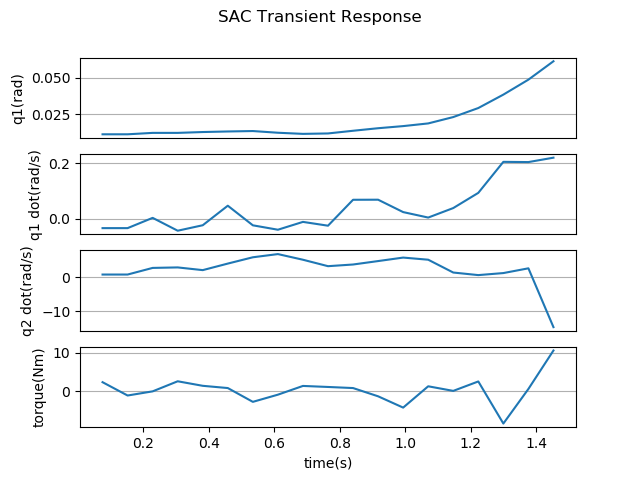 SAC Transient Response
q1(rad)
0.050
0.025
q1 dot(rad/s)
0.2
0.0
q2 dot(rad/s)
0
−10
torque(Nm)
10
0
0.2 0.4 0.6 0.8 1.0 1.2 1.4
time(s)